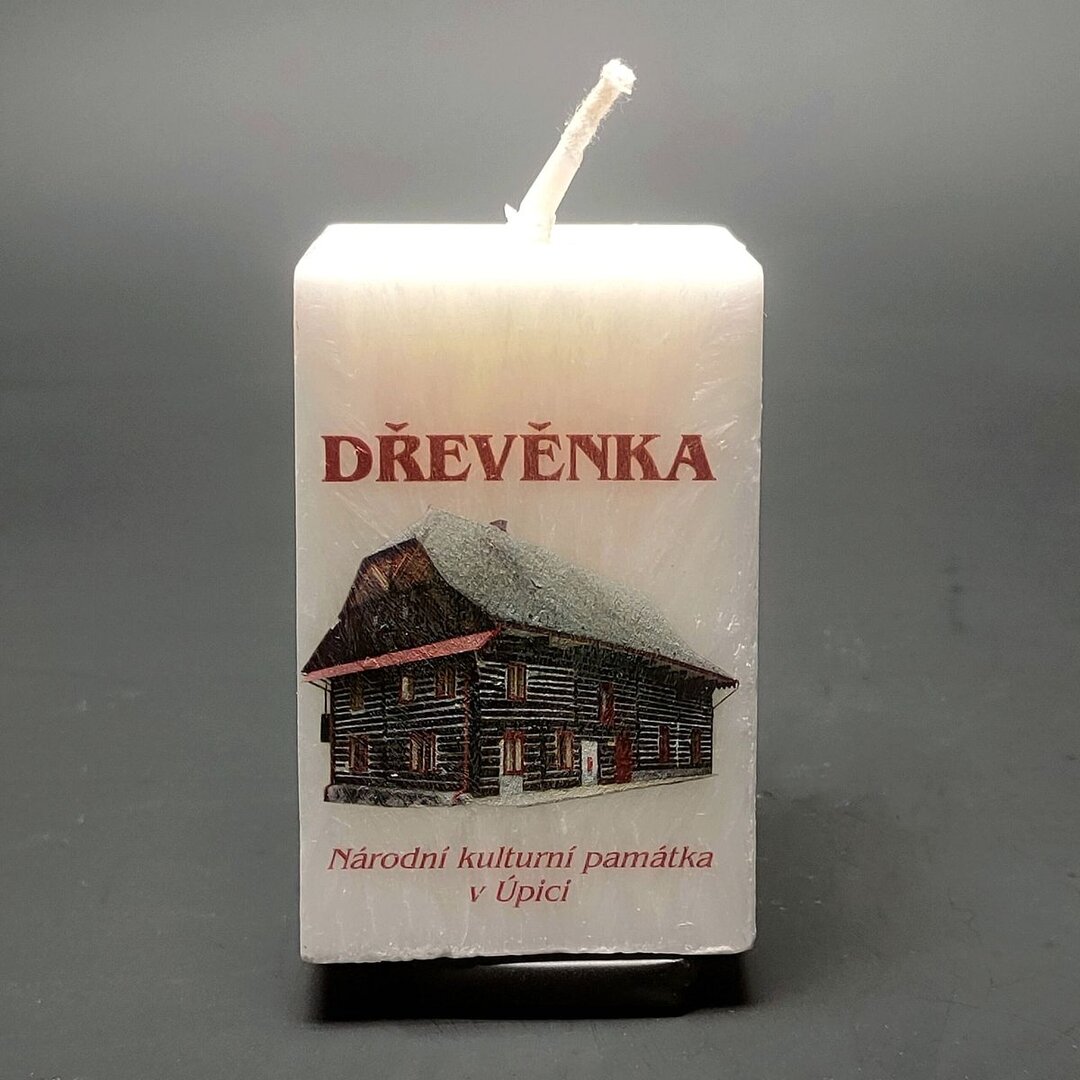 DŘEVĚNKA
Národní kulturní památka
v Úpici